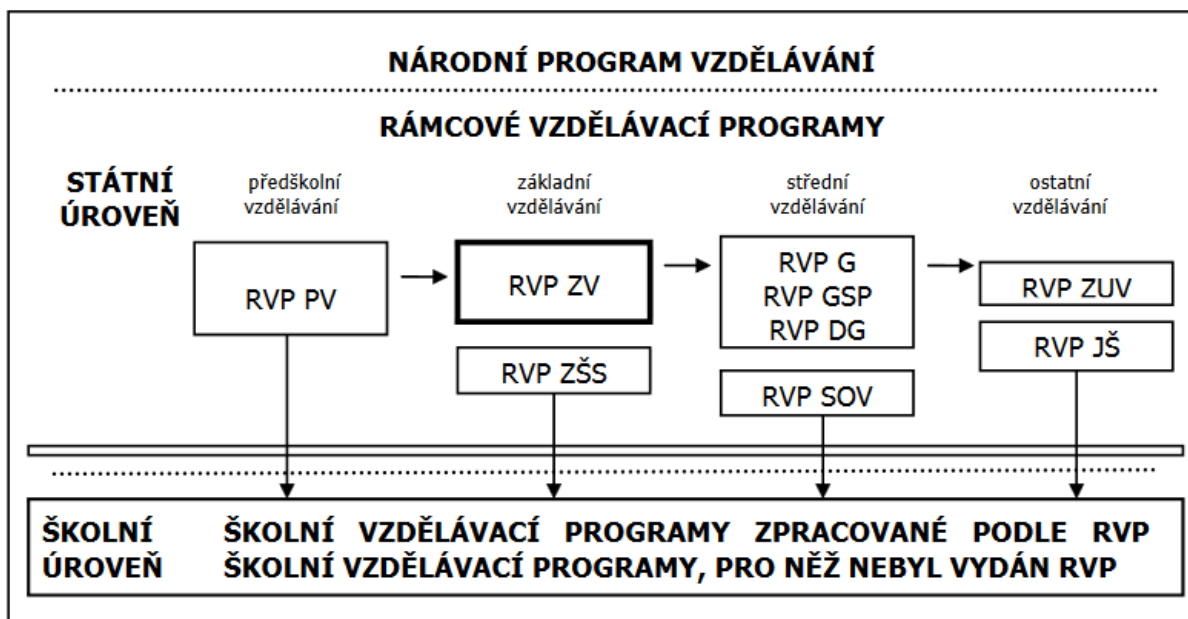 NÁRODNÍ PROGRAM VZDĚLÁVÁNÍ
RÁMCOVÉ VZDĚLÁVACÍ PROGRAMY
STÁTNÍ
ÚROVEŇ
předškolní
vzdělávání
základní
vzdělávání
střední
vzdělávání
ostatní
vzdělávání
RVP PV
RVP ZV
RVP ZŠS
RVP G
RVP GSP
RVP DG
RVP SOV
RVP ZUV
RVP JŠ
ŠKOLNÍ ŠKOLNÍ VZDĚLÁVACÍ PROGRAMY ZPRACOVANÉ PODLE RVP
ÚROVEŇ ŠKOLNÍ VZDĚLÁVACÍ PROGRAMY, PRO NĚŽ NEBYL VYDÁN RVP